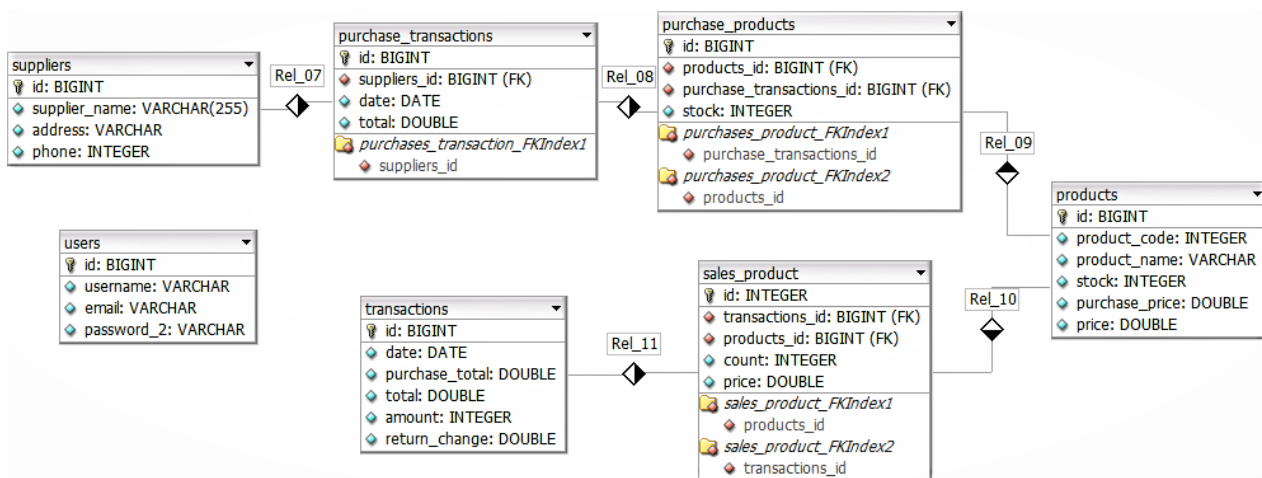 suppliers
id: BIGINT
supplier_name: VARCHAR(255)
address: VARCHAR
phone: INTEGER
Rel_07
purchase_transactions
id: BIGINT
suppliers_id: BIGINT (FK)
date: DATE
total: DOUBLE
purchases_transaction_FKIndex1
suppliers_id
Rel_08
purchase_products
id: BIGINT
products_id: BIGINT (FK)
purchase_transactions_id: BIGINT (FK)
stock: INTEGER
purchases_product_FKIndex1
purchase_transactions_id
purchases_product_FKIndex2
products_id
Rel_09
products
id: BIGINT
product_code: INTEGER
product_name: VARCHAR
stock: INTEGER
purchase_price: DOUBLE
price: DOUBLE
users
id: BIGINT
username: VARCHAR
email: VARCHAR
password_2: VARCHAR
transactions
id: BIGINT
date: DATE
purchase_total: DOUBLE
total: DOUBLE
amount: INTEGER
return_change: DOUBLE
Rel_11
sales_product
id: INTEGER
transactions_id: BIGINT (FK)
products_id: BIGINT (FK)
count: INTEGER
price: DOUBLE
sales_product_FKIndex1
products_id
sales_product_FKIndex2
transactions_id
Rel_10